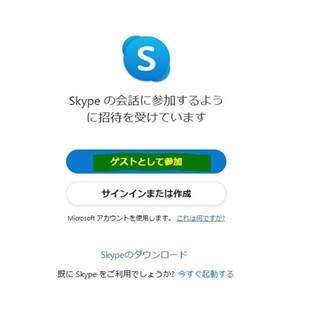 S
Skype の会話に参加するよう
に招待を受けています
ゲストとして参加
サインインまたは作成
Microsoft アカウントを使用します。 これは何ですか?
Skypeのダウンロード
既に Skype をご利用でしょうか? 今すぐ起動する